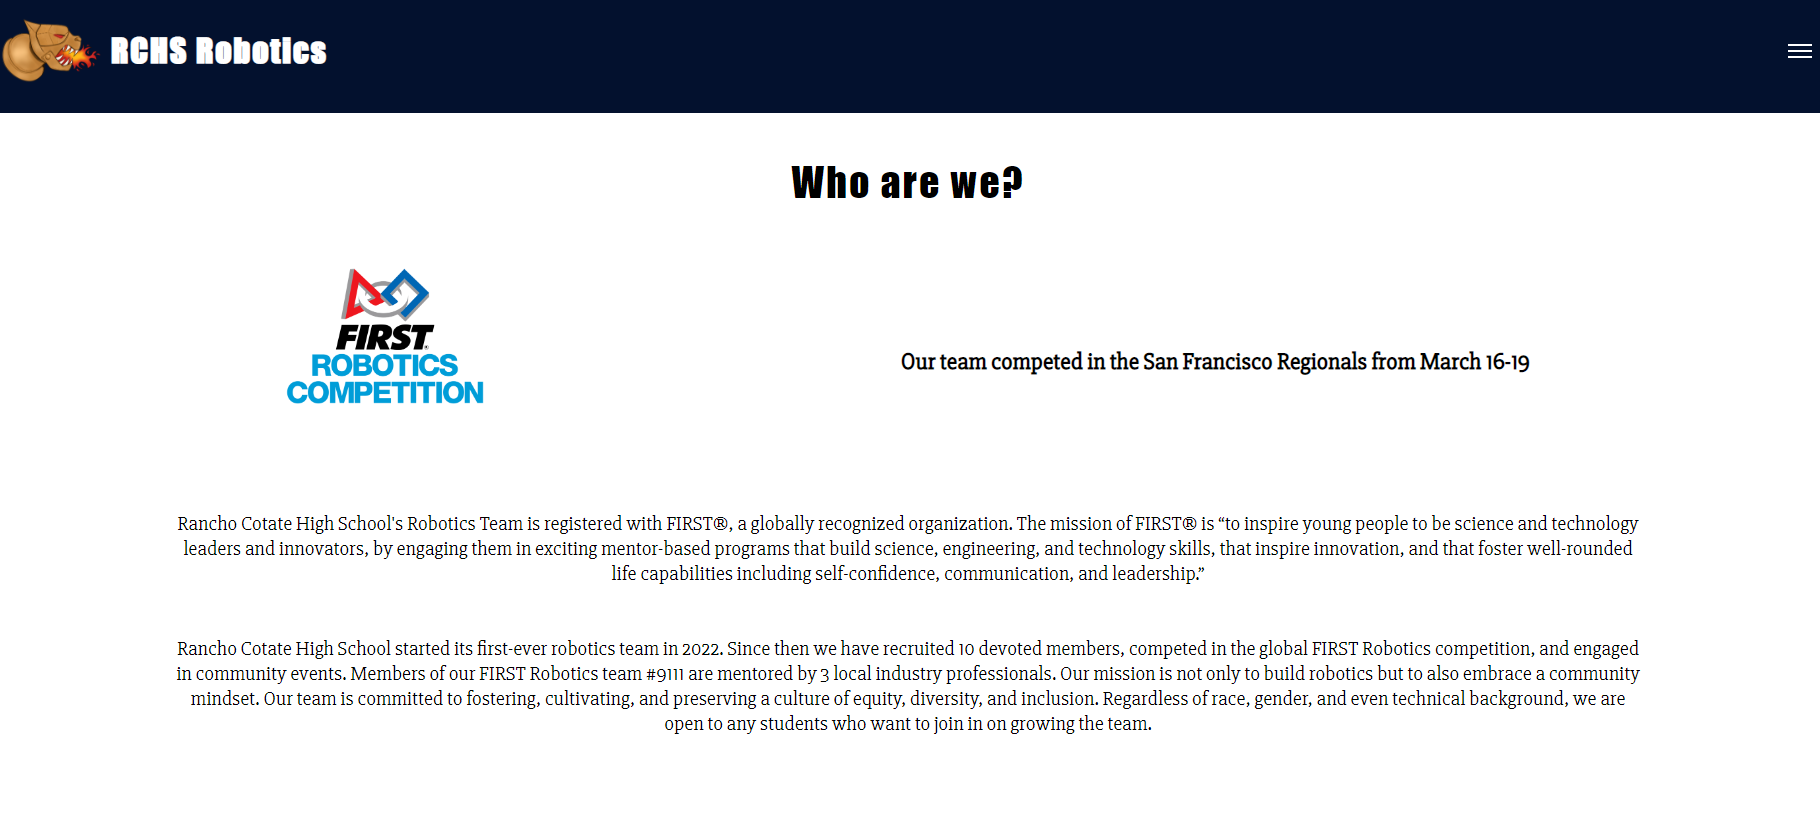 RCHS Robotics
Who are we?
FIRST®
ROBOTICS
COMPETITION
Our team competed in the San Francisco Regionals from March 16-19
Rancho Cotate High School's Robotics Team is registered with FIRST®, a globally recognized organization. The mission of FIRST® is “to inspire young people to be science and technology
leaders and innovators, by engaging them in exciting mentor-based programs that build science, engineering, and technology skills, that inspire innovation, and that foster well-rounded
life capabilities including self-confidence, communication, and leadership.”
Rancho Cotate High School started its first-ever robotics team in 2022. Since then we have recruited 10 devoted members, competed in the global FIRST Robotics competition, and engaged
in community events. Members of our FIRST Robotics team #9111 are mentored by 3 local industry professionals. Our mission is not only to build robotics but to also embrace a community
mindset. Our team is committed to fostering, cultivating, and preserving a culture of equity, diversity, and inclusion. Regardless of race, gender, and even technical background, we are
open to any students who want to join in on growing the team.